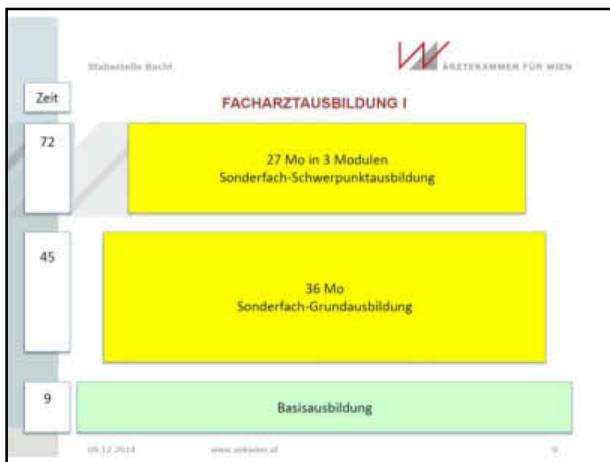 Stabsstelle Recht
ÄRZTEKAMMER FÜR WIEN
Zeit
FACHARZTAUSBILDUNG I
72
27 Mo in 3 Modulen
Sonderfach-Schwerpunktausbildung
45
36 Mo
Sonderfach-Grundausbildung
9
Basisausbildung
09.12.2014
www.aekwien.at
9